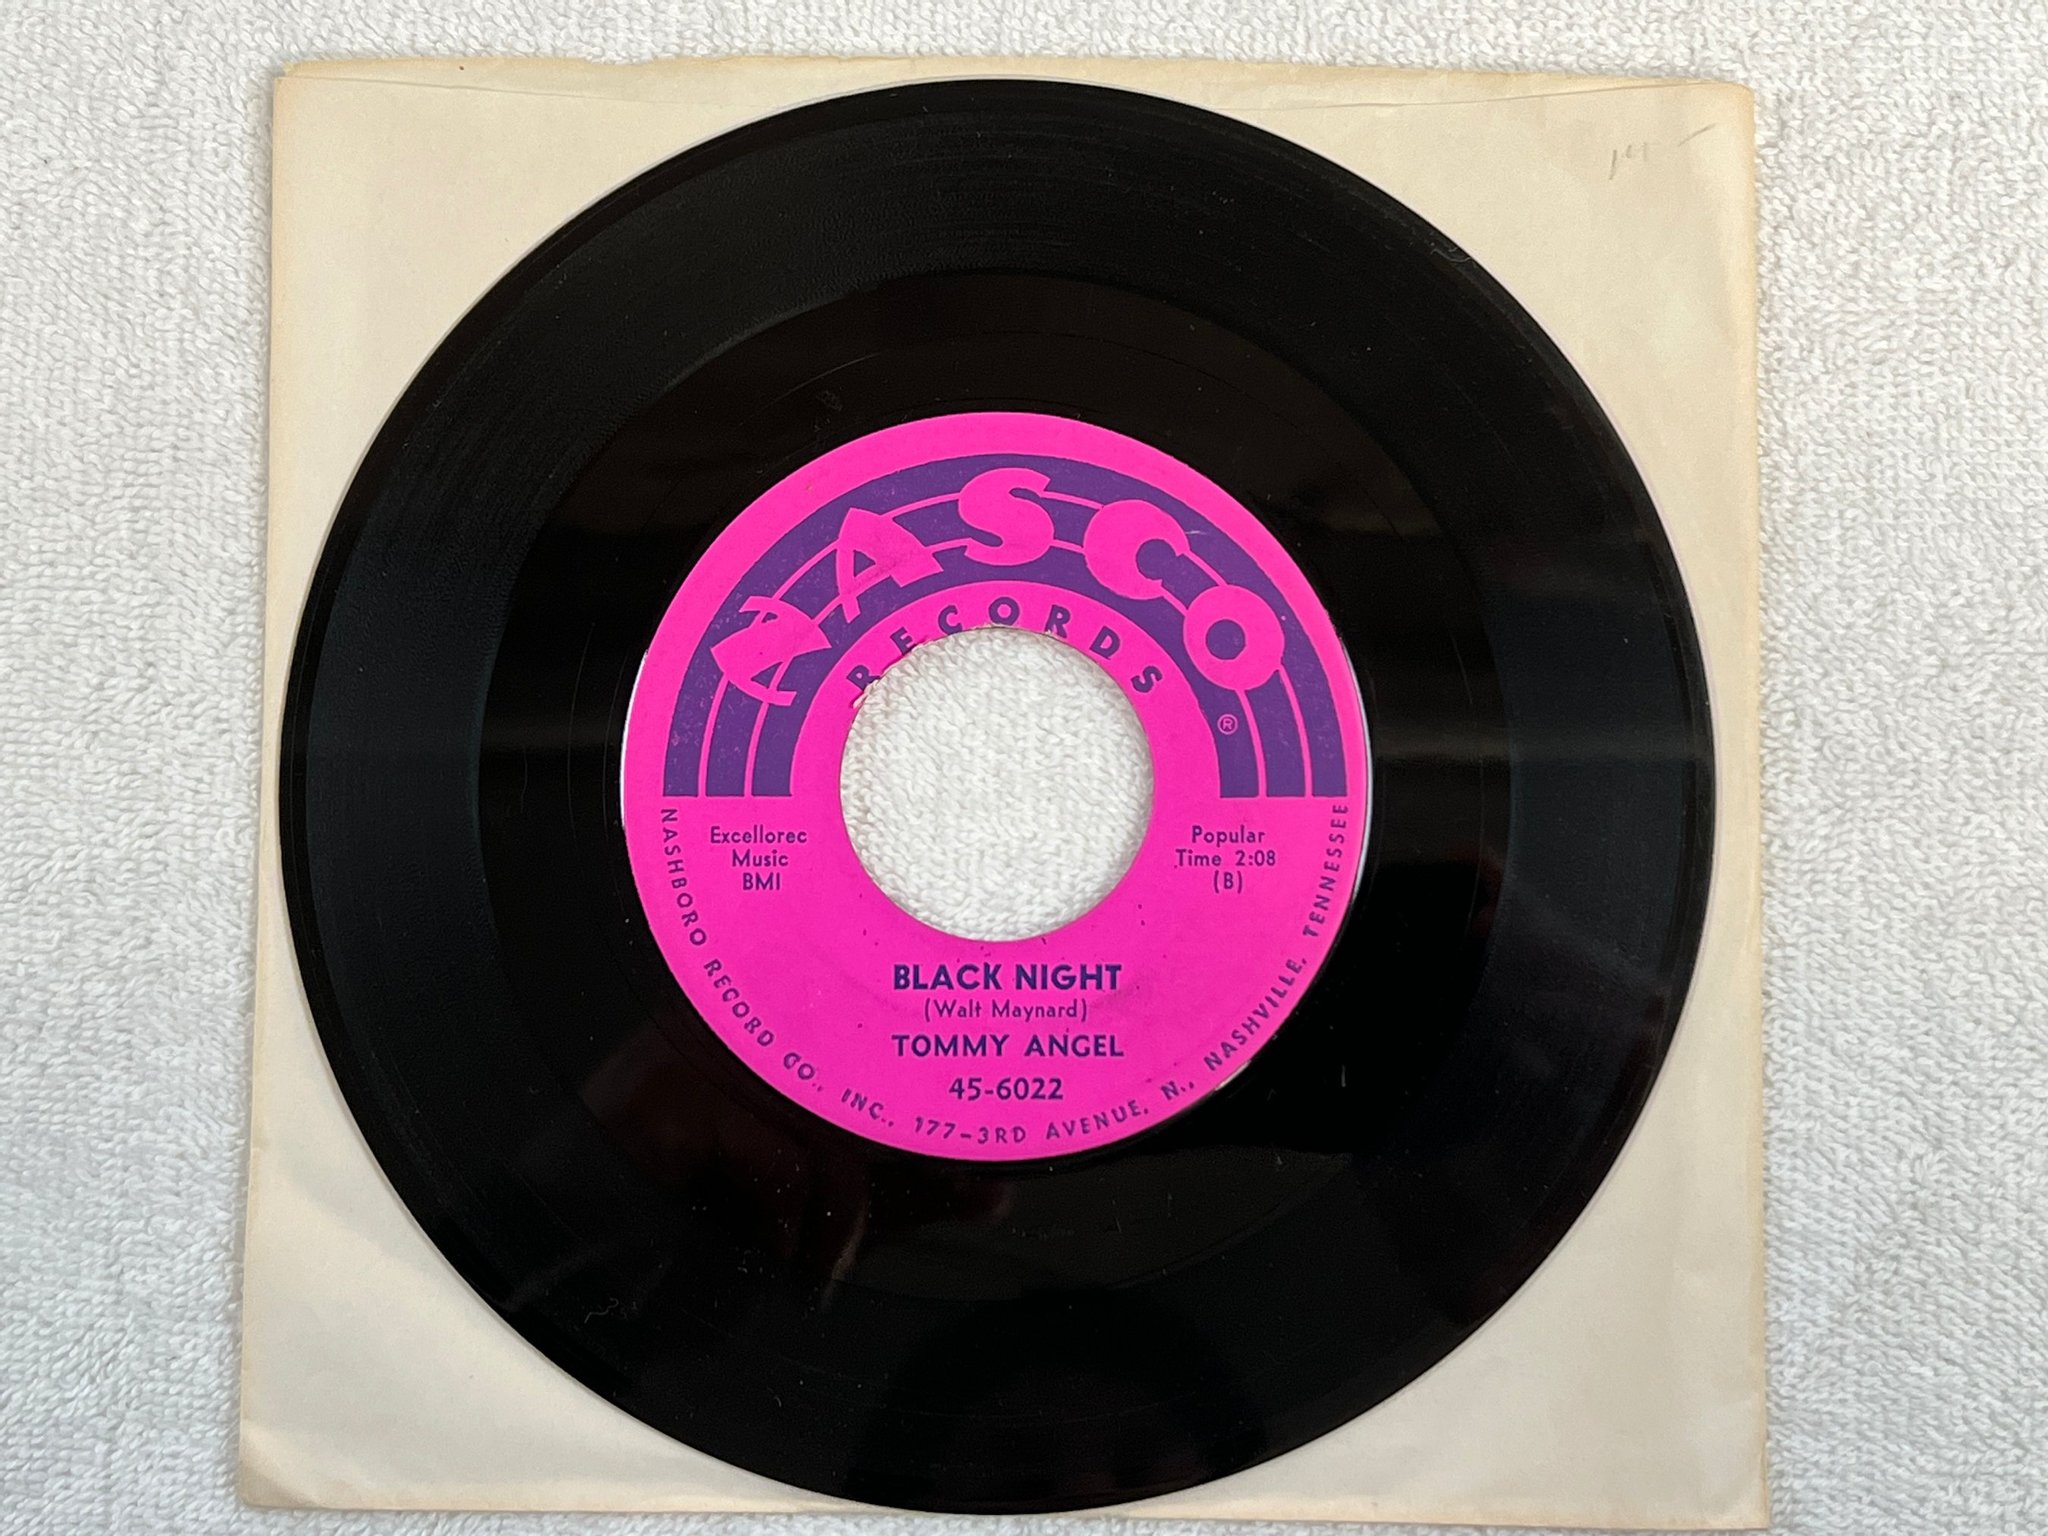 NASCO
RECORDS
®
Excellorec
Music
BMI
Popular
Time 2:08
(B)
BLACK NIGHT
(Walt Maynard)
TOMMY ANGEL
45-6022
NASHBORO RECORD CO., INC., 177-3RD AVENUE, N., NASHVILLE, TENNESSEE